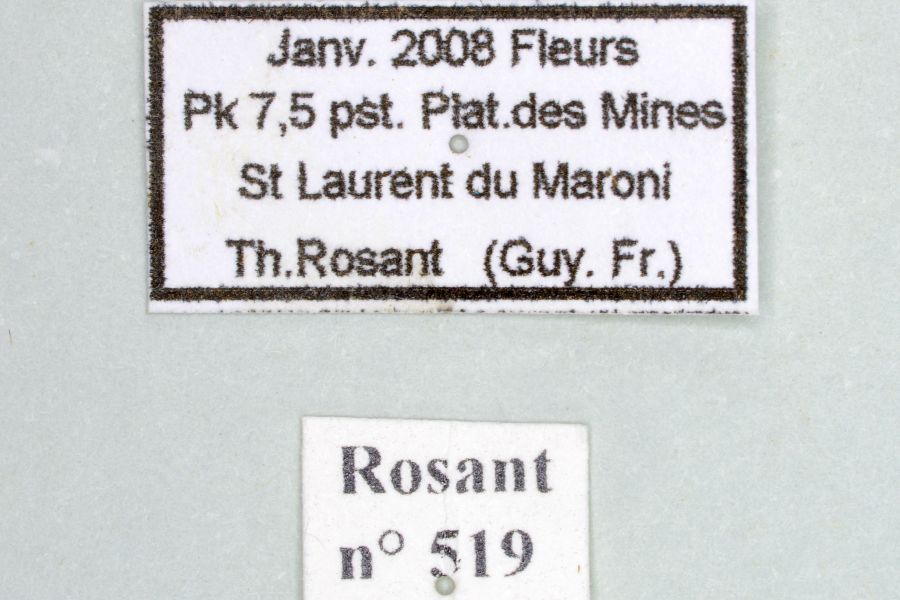 Janv. 2008 Fleurs
Pk 7,5 pst. Plat.des Mines
St Laurent du Maroni
Th.Rosant (Guy. Fr.)
Rosant
n° 519